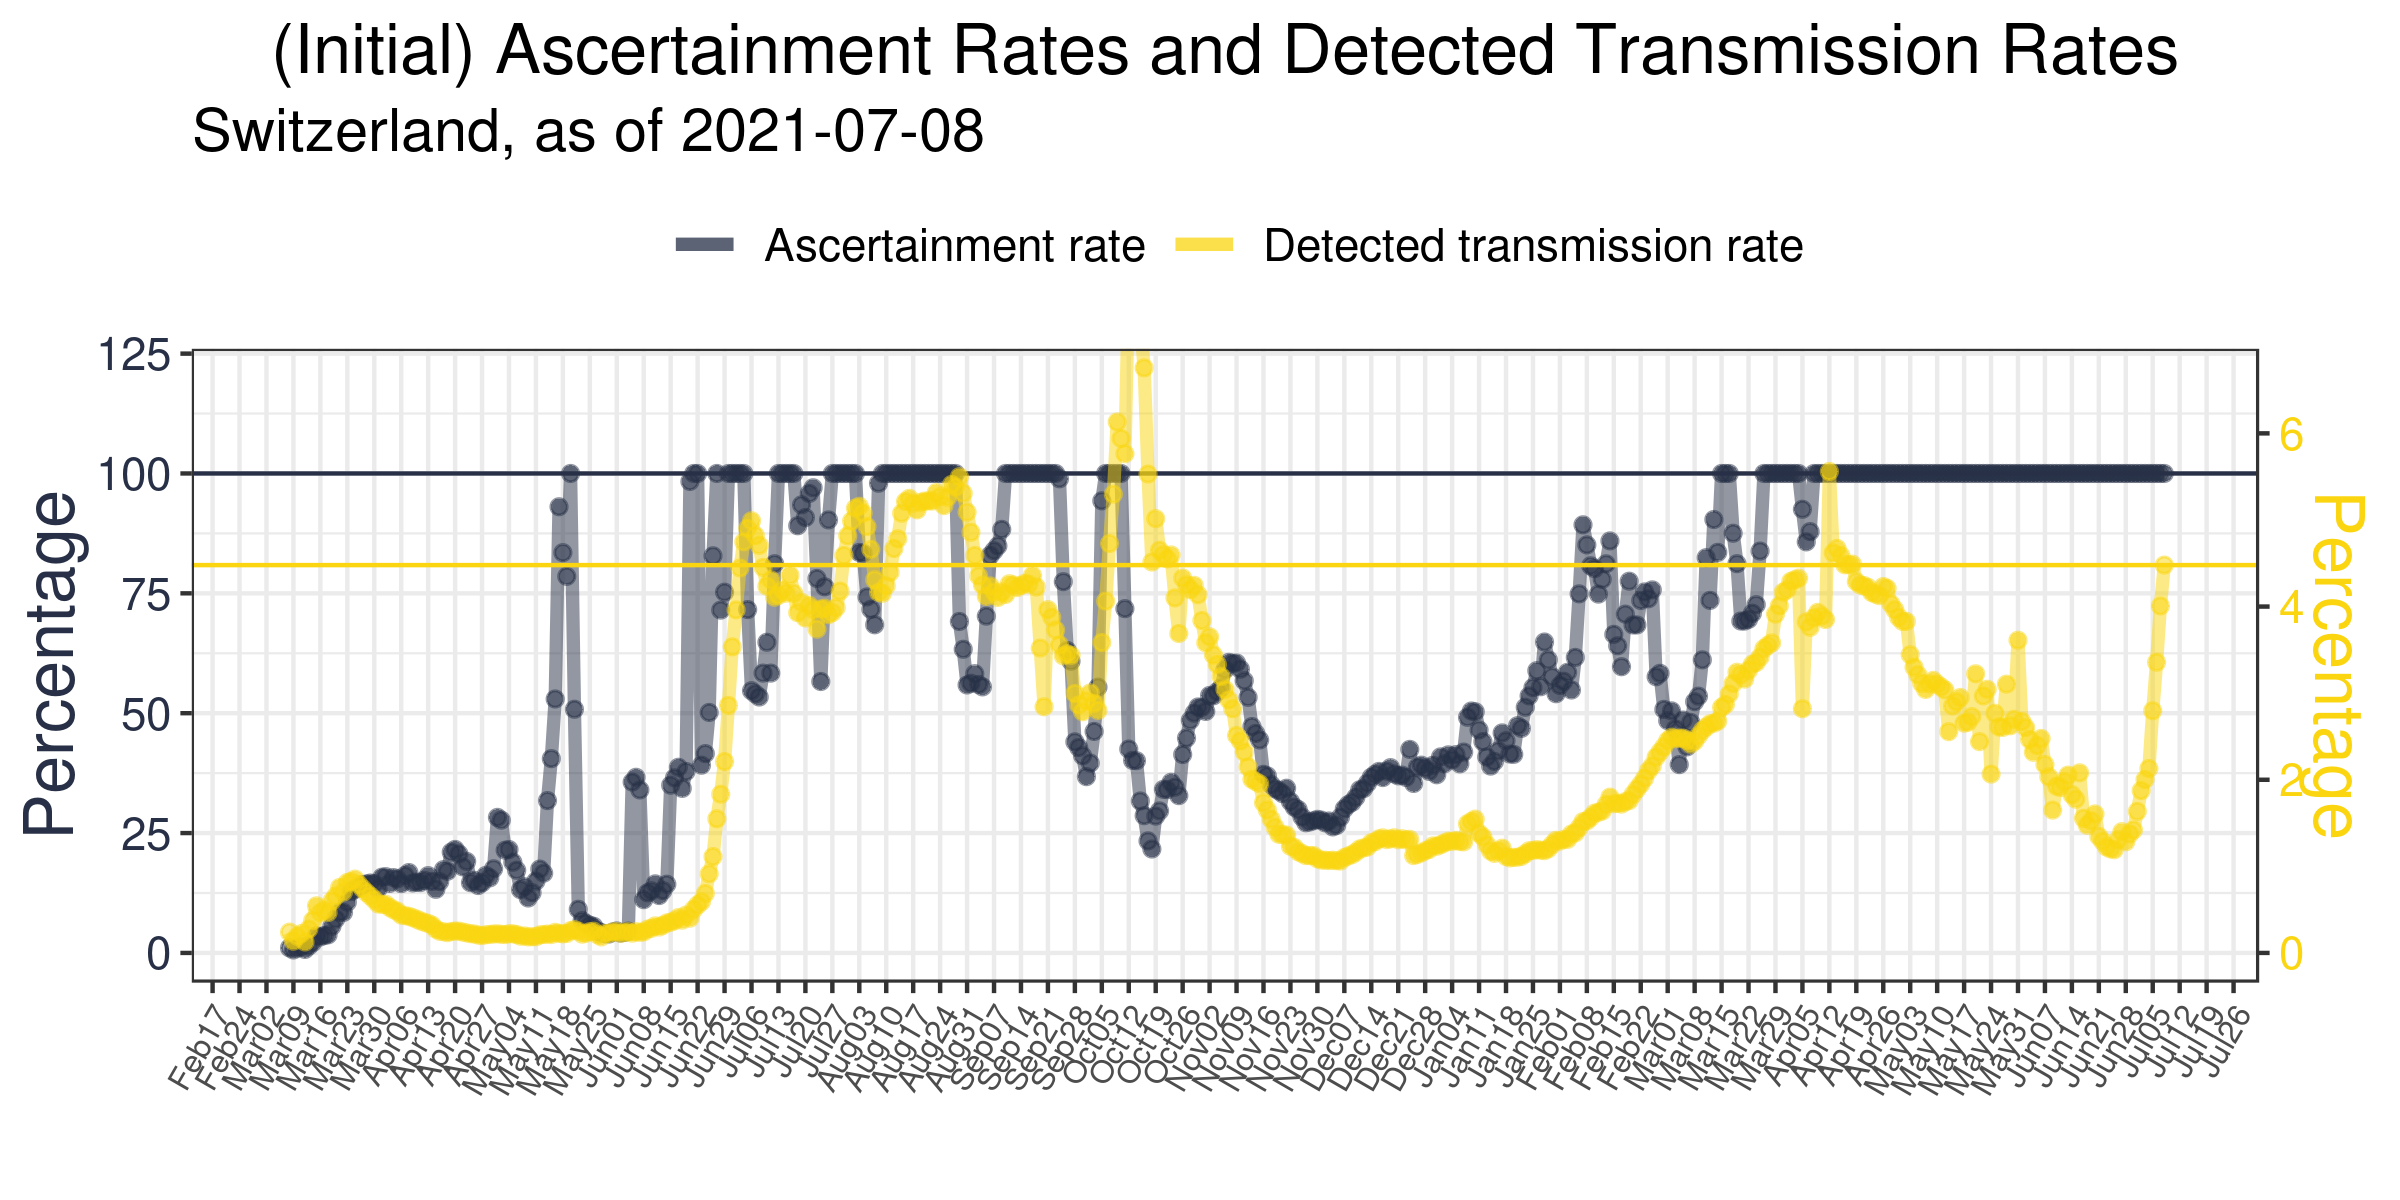 (Initial) Ascertainment Rates and Detected Transmission Rates
Switzerland, as of 2021-07-08
Ascertainment rate
Detected transmission rate
Percentage
125
100
75
50
25
0
6
4
2
0
Percentage
Feb17
Feb24
Mar02
Mar09
Mar16
Mar23
Mar30
Apr06
Apr13
Apr20
Apr27
May04
May11
May18
May25
Jun01
Jun08
Jun15
Jun22
Jun29
Jul06
Jul13
Jul20
Jul27
Aug03
Aug10
Aug17
Aug24
Aug31
Sep07
Sep14
Sep21
Sep28
Oct05
Oct12
Oct19
Oct26
Nov02
Nov09
Nov16
Nov23
Nov30
Dec07
Dec14
Dec21
Dec28
Jan04
Jan11
Jan18
Jan25
Feb01
Feb08
Feb15
Feb22
Mar01
Mar08
Mar15
Mar22
Mar29
Apr05
Apr12
Apr19
Apr26
May03
May10
May17
May24
May31
Jun07
Jun14
Jun21
Jun28
Jul05
Jul12
Jul19
Jul26